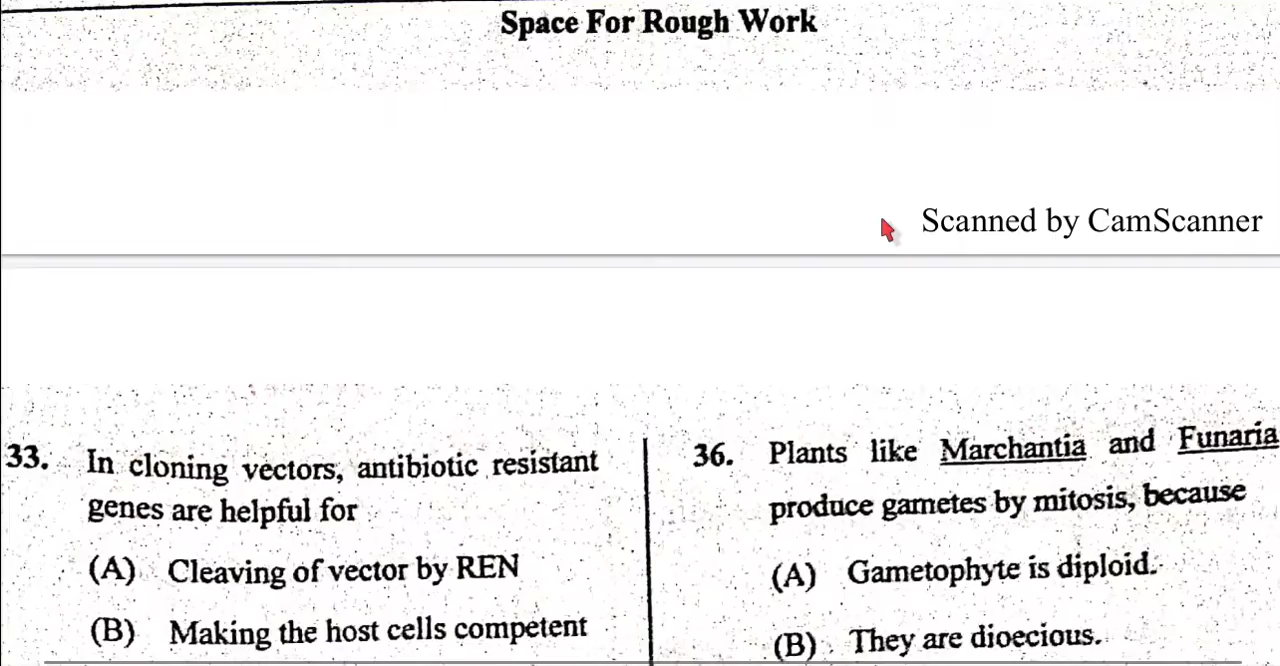 Space For Rough Work
Scanned by CamScanner
33. In cloning vectors, antibiotic resistant
genes are helpful for
(A) Cleaving of vector by REN
(B) Making the host cells competent
36. Plants like Marchantia and Funaria
produce gametes by mitosis, because
(A) Gametophyte is diploid.
(B) They are dioecious.